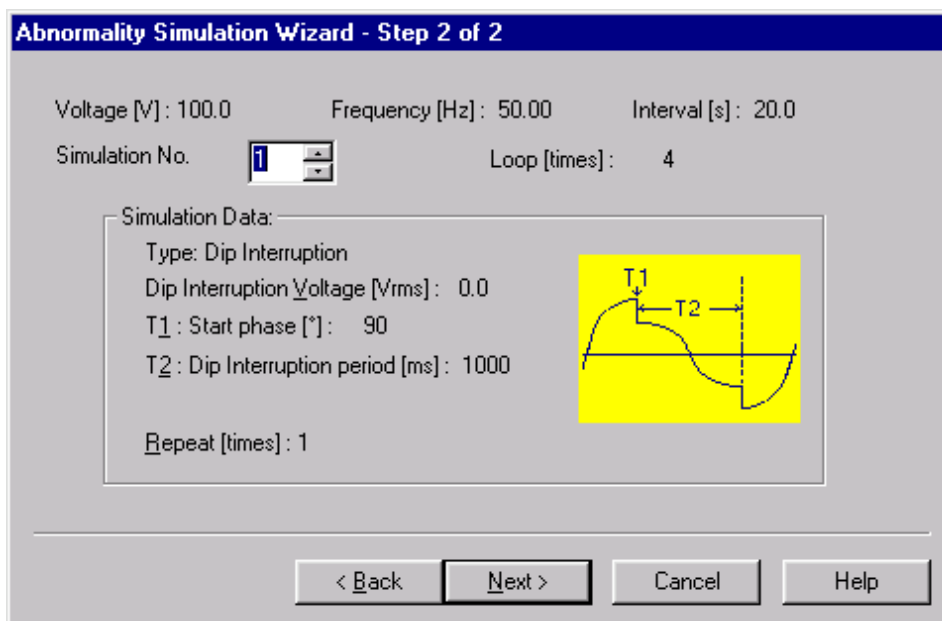 Abnormality Simulation Wizard - Step 2 of 2
Voltage [V] : 100.0 Frequency [Hz] : 50.00 Interval [s] : 20.0
Simulation No. 1 Loop [times] : 4
Simulation Data:
Type: Dip Interruption
Dip Interruption Voltage [Vrms] : 0.0
T1 : Start phase [°] : 90
T2 : Dip Interruption period [ms] : 1000
Repeat [times] : 1
T1
T2
< Back Next > Cancel Help